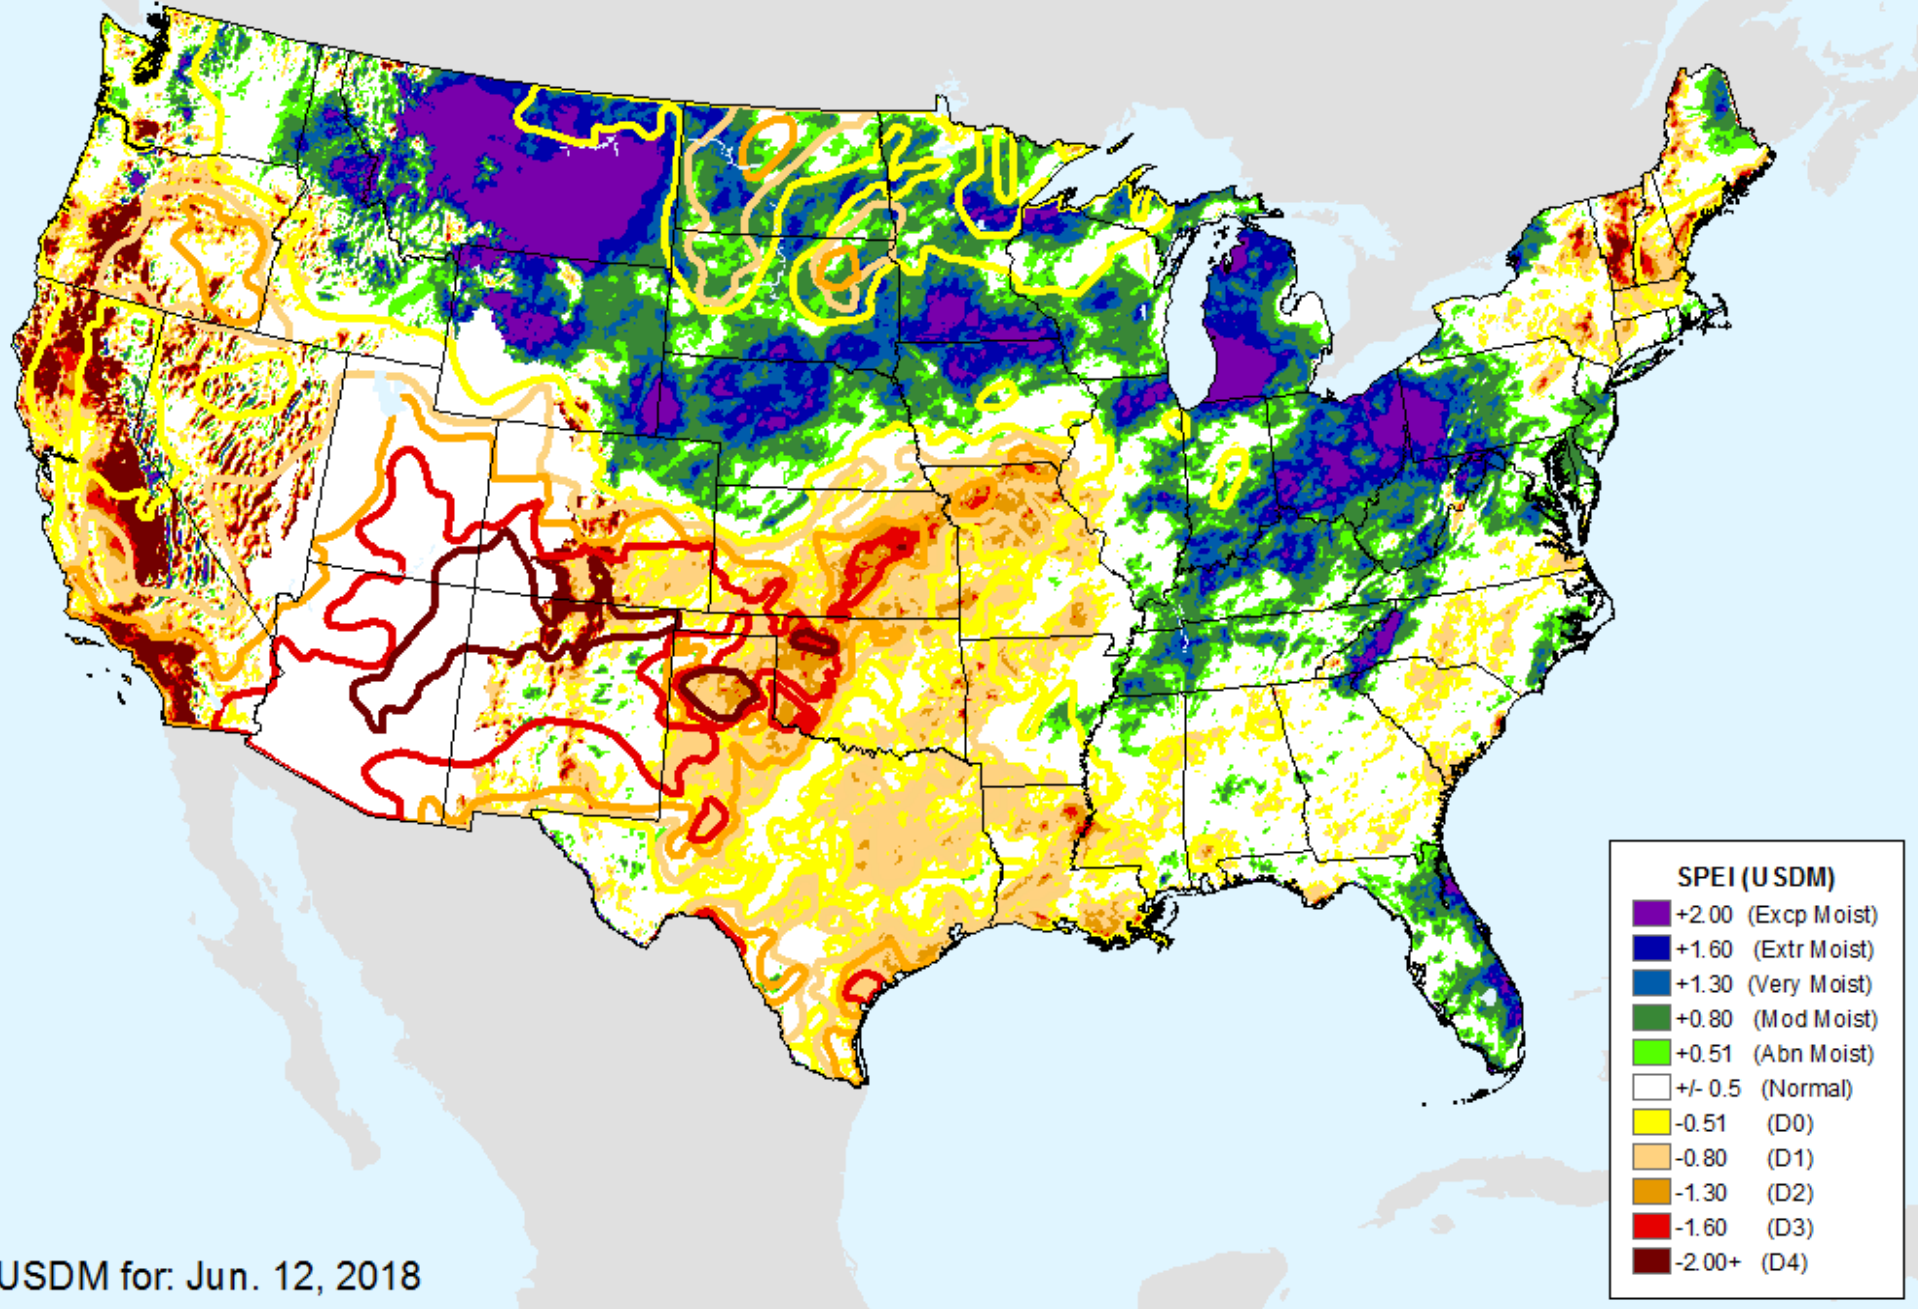 SPEI (USDM)
+2.00 (Excp Moist)
+1.60 (Extr Moist)
+1.30 (Very Moist)
+0.80 (Mod Moist)
+0.51 (Abn Moist)
+/- 0.5 (Normal)
-0.51 (D0)
-0.80 (D1)
-1.30 (D2)
-1.60 (D3)
-2.00+ (D4)
USDM for: Jun. 12, 2018